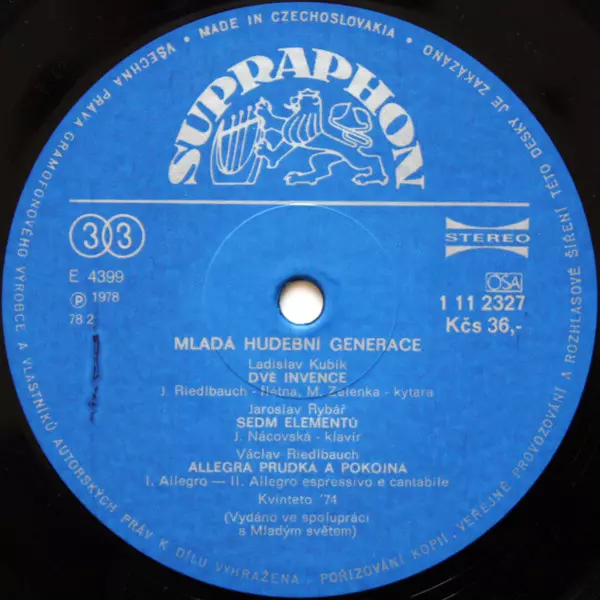 MADE IN CZECHOSLOVAKIA • VŠECHNA PRÁVA GRAMOFONOVÉHO VÝROBCE A VLASTNÍKŮ AUTORSKÝCH PRÁV K DÍLU VYHRAŽENA. POŘIZOVÁNÍ KOPIÍ, VEŘEJNÉ PROVOZOVÁNÍ A ROZHLASOVÉ ŠÍŘENÍ TÉTO DESKY JE ZAKÁZÁNO
SUPRAPHON
33
STEREO
E 4399
OSA
℗ 1978
1 11 2327
78 2
Kčs 36,-
MLADÁ HUDEBNÍ GENERACE
Ladislav Kubík
DVĚ INVENCE
J. Riedlbauch - flétna, M. Zelenka - kytara
Jaroslav Rybář
SEDM ELEMENTŮ
J. Nácovská - klavír
Václav Riedlbauch
ALLEGRA PRUDKÁ A POKOJNÁ
I. Allegro — II. Allegro espressivo e cantabile
Kvinteto '74
(Vydáno ve spolupráci
s Mladým světem)